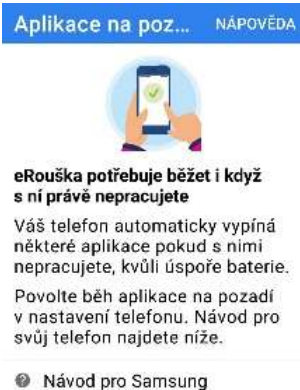 Aplikace na poz... NÁPOVĚDA
eRouška potřebuje běžet i když
s ní právě nepracujete
Váš telefon automaticky vypíná
některé aplikace pokud s nimi
nepracujete, kvůli úspoře baterie.
Povolte běh aplikace na pozadí
v nastavení telefonu. Návod pro
svůj telefon najdete níže.
Návod pro Samsung